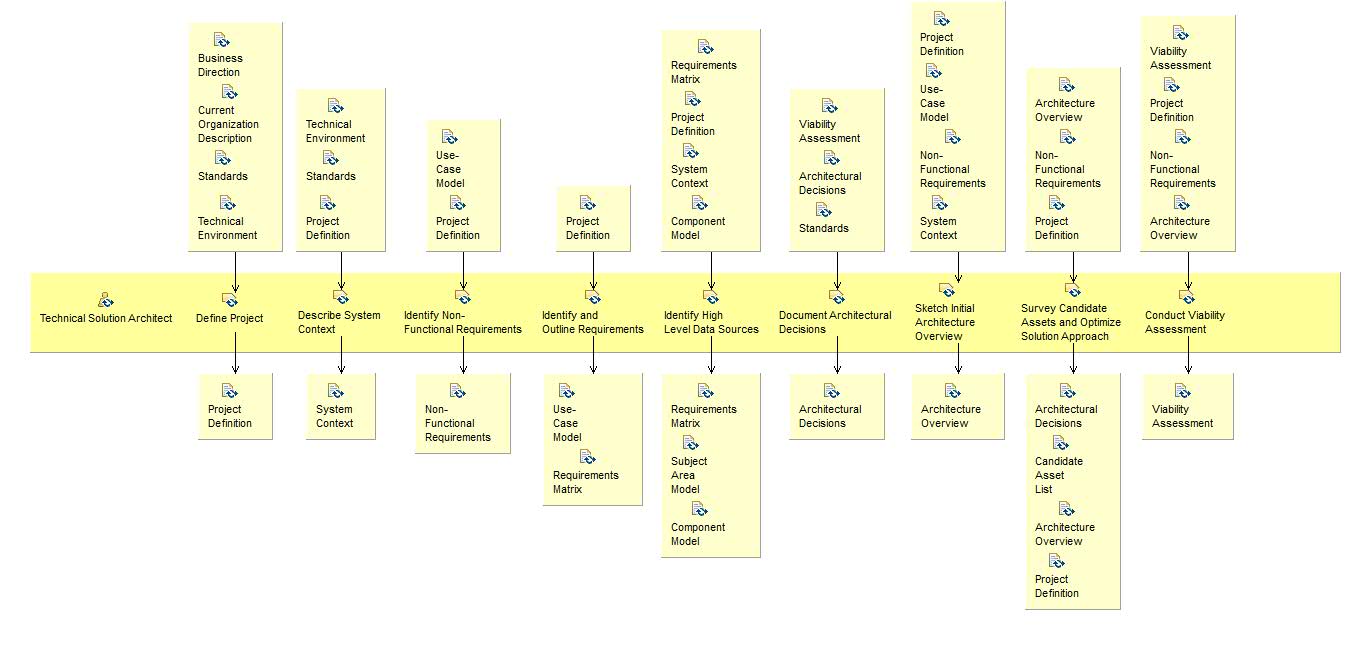 Business
Direction
Current
Organization
Description
Standards
Technical
Environment
Technical
Environment
Standards
Project
Definition
Use-
Case
Model
Project
Definition
Project
Definition
Requirements
Matrix
Project
Definition
System
Context
Component
Model
Viability
Assessment
Architectural
Decisions
Standards
Project
Definition
Use-
Case
Model
Non-
Functional
Requirements
System
Context
Architecture
Overview
Non-
Functional
Requirements
Project
Definition
Viability
Assessment
Project
Definition
Non-
Functional
Requirements
Architecture
Overview
Technical Solution Architect
Define Project
Describe System
Context
Identify Non-
Functional Requirements
Identify and
Outline Requirements
Identify High
Level Data Sources
Document Architectural
Decisions
Sketch Initial
Architecture
Overview
Survey Candidate
Assets and Optimize
Solution Approach
Conduct Viability
Assessment
Project
Definition
System
Context
Non-
Functional
Requirements
Use-
Case
Model
Requirements
Matrix
Requirements
Matrix
Subject
Area
Model
Component
Model
Architectural
Decisions
Architecture
Overview
Architectural
Decisions
Candidate
Asset
List
Architecture
Overview
Project
Definition
Viability
Assessment